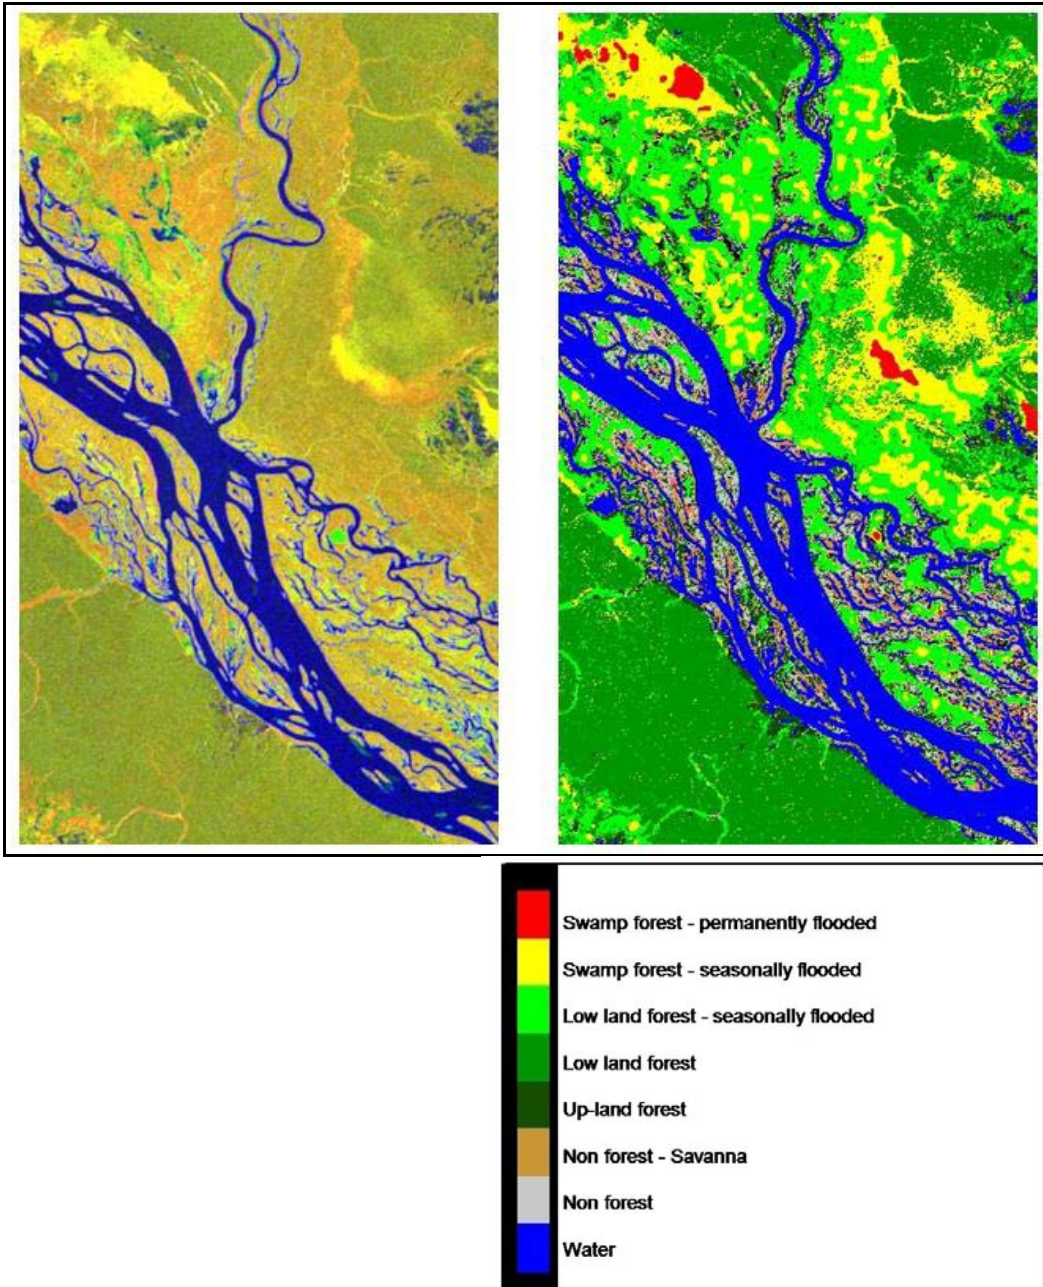 Swamp forest - permanently flooded
Swamp forest - seasonally flooded
Low land forest - seasonally flooded
Low land forest
Up-land forest
Non forest - Savanna
Non forest
Water